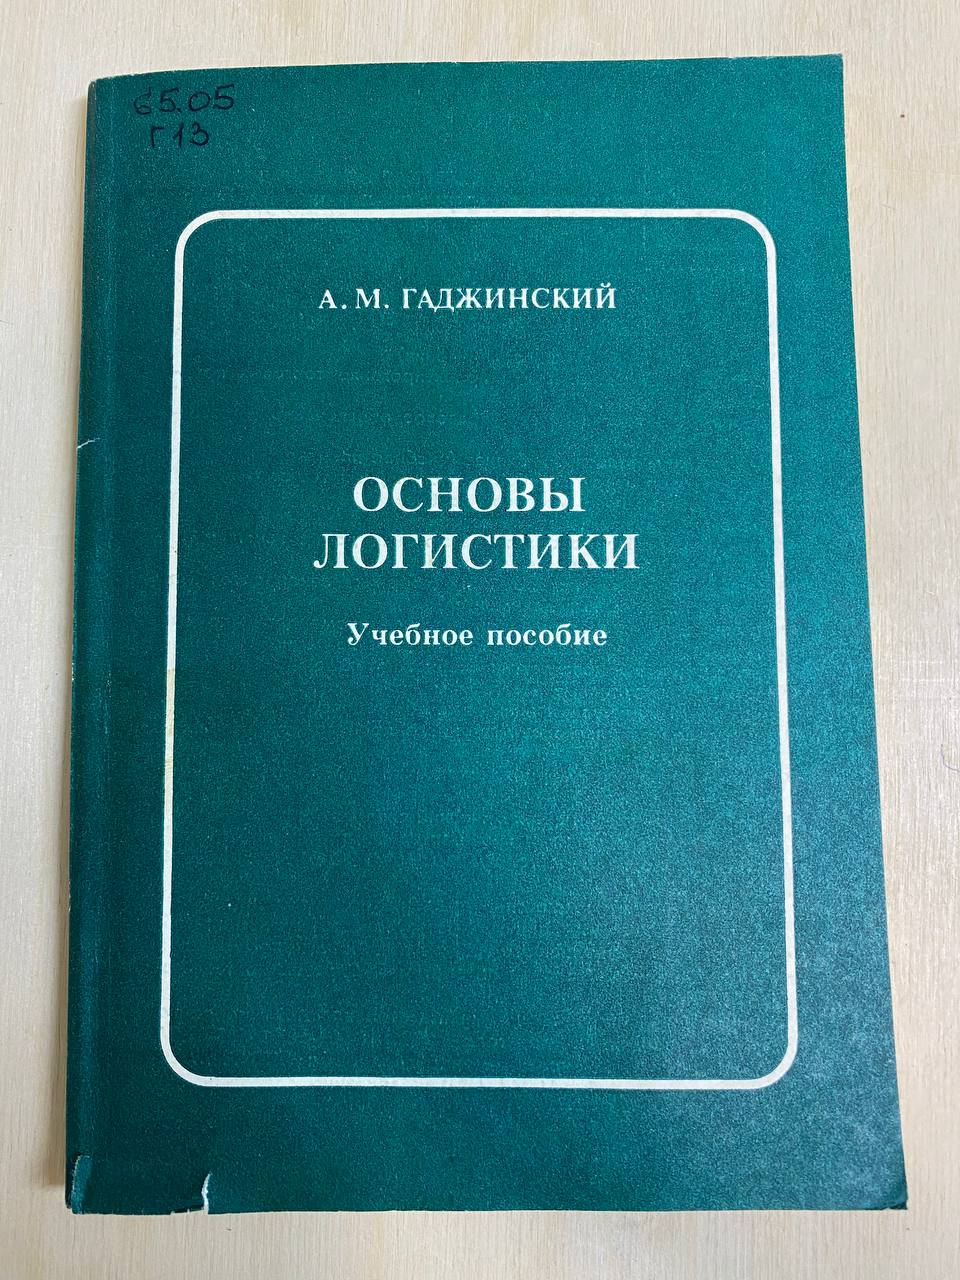 65.05
Г13
А. М. ГАДЖИНСКИЙ
ОСНОВЫ
ЛОГИСТИКИ
Учебное пособие